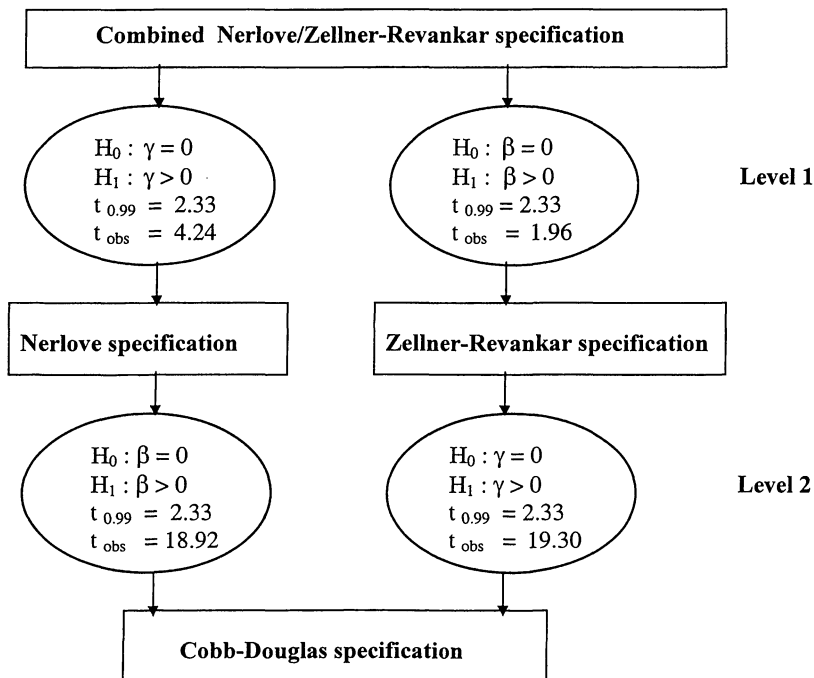 Combined Nerlove/Zellner-Revankar specification
H₀ : γ = 0
H₁ : γ > 0
t 0.99 = 2.33
t obs = 4.24
H₀ : β = 0
H₁ : β > 0
t 0.99 = 2.33
t obs = 1.96
Level 1
Nerlove specification
Zellner-Revankar specification
H₀ : β = 0
H₁ : β > 0
t 0.99 = 2.33
t obs = 18.92
H₀ : γ = 0
H₁ : γ > 0
t 0.99 = 2.33
t obs = 19.30
Level 2
Cobb-Douglas specification